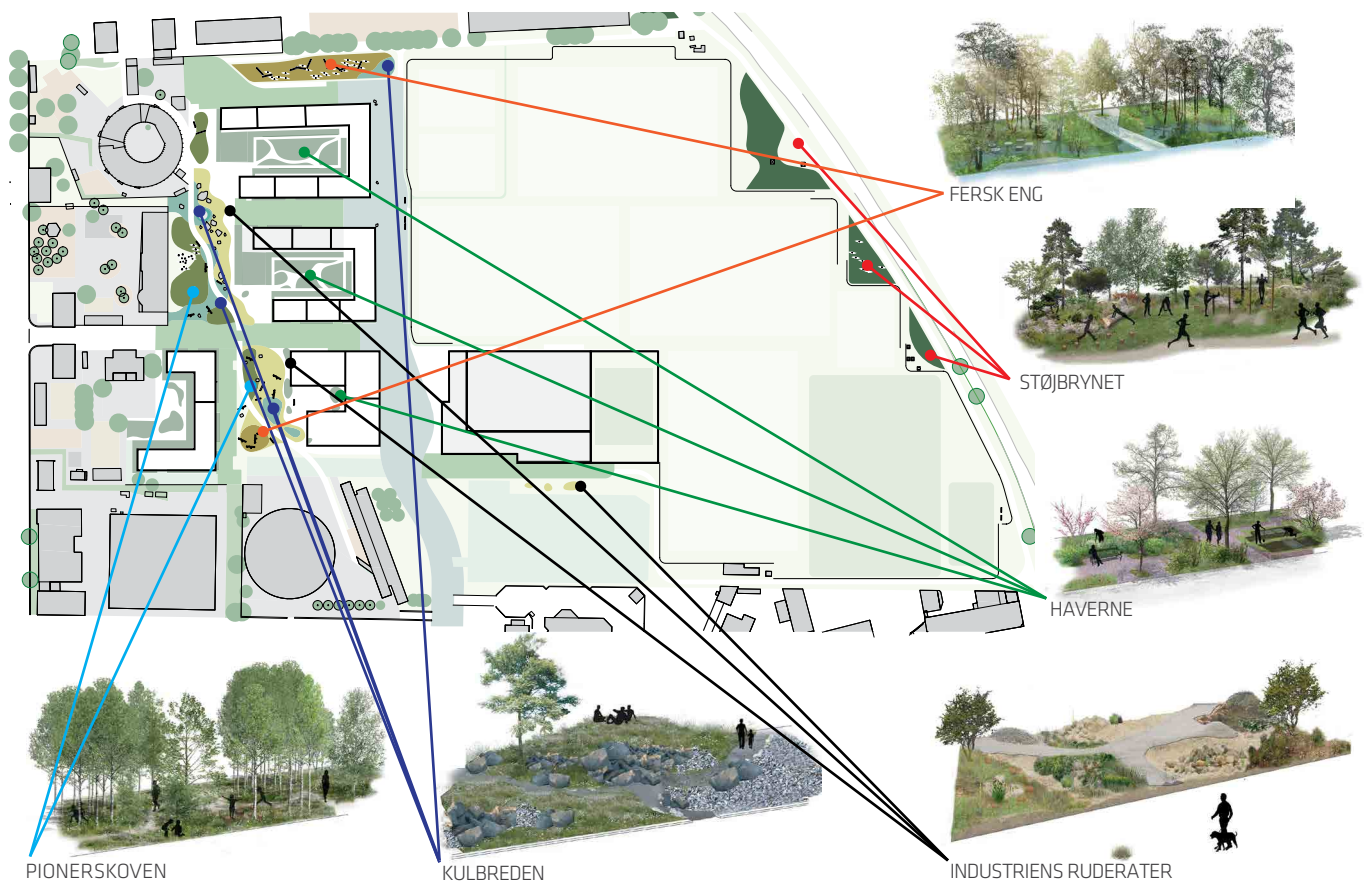 FERSK ENG
STØJBRYNET
HAVERNE
PIONERSKOVEN
KULBREDEN
INDUSTRIENS RUDERATER